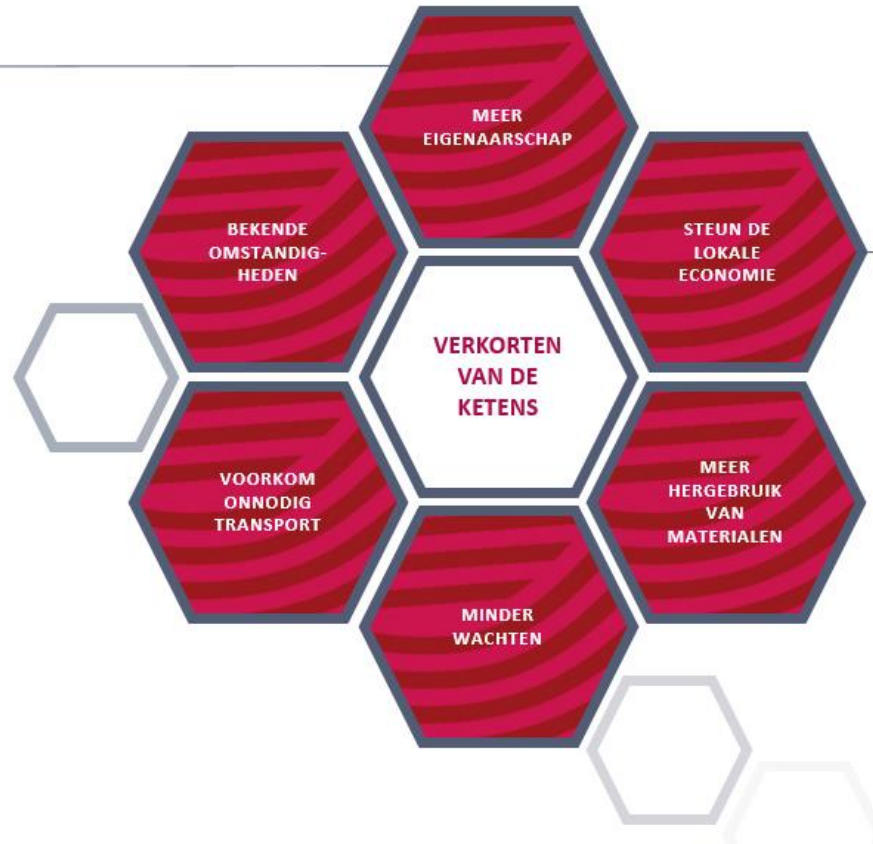 MEER
EIGENAARSCHAP
BEKENDE
OMSTANDIG-
HEDEN
STEUN DE
LOKALE
ECONOMIE
VERKORTEN
VAN DE
KETENS
VOORKOM
ONNODIG
TRANSPORT
MEER
HERGEBRUIK
VAN
MATERIALEN
MINDER
WACHTEN